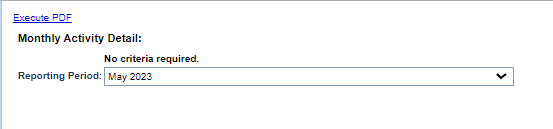 Execute PDF
Monthly Activity Detail:
No criteria required.
Reporting Period: May 2023